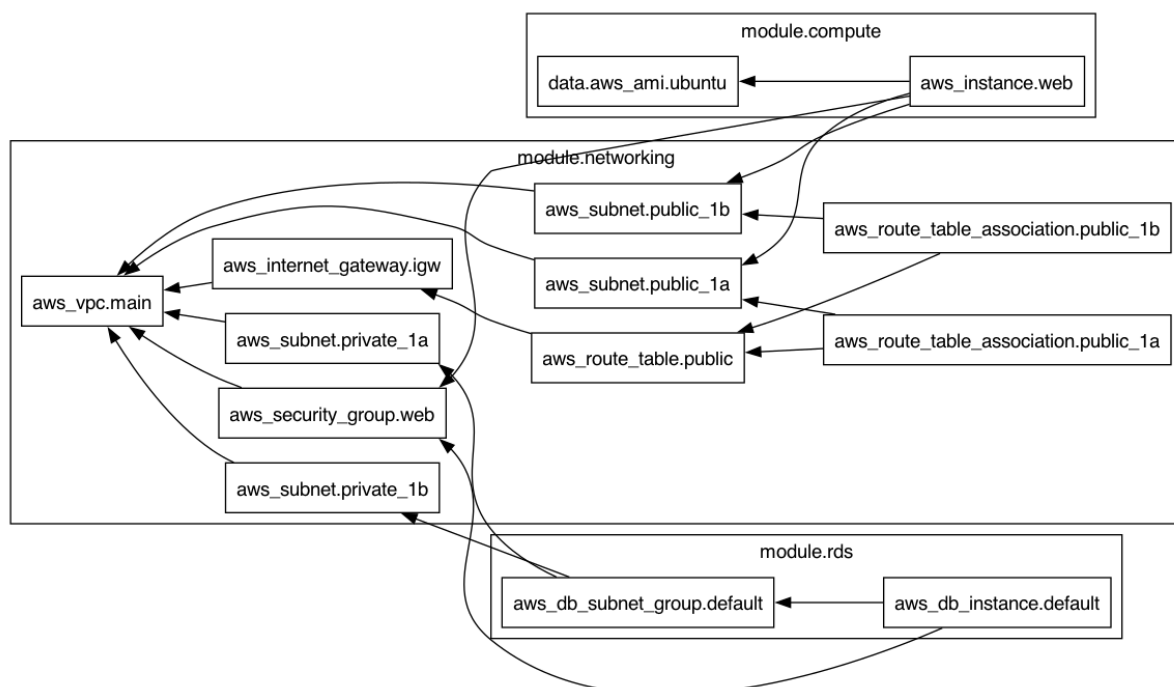 module.compute
data.aws_ami.ubuntu
aws_instance.web
module.networking
aws_subnet.public_1b
aws_route_table_association.public_1b
aws_internet_gateway.igw
aws_subnet.public_1a
aws_vpc.main
aws_subnet.private_1a
aws_route_table.public
aws_route_table_association.public_1a
aws_security_group.web
aws_subnet.private_1b
module.rds
aws_db_subnet_group.default
aws_db_instance.default